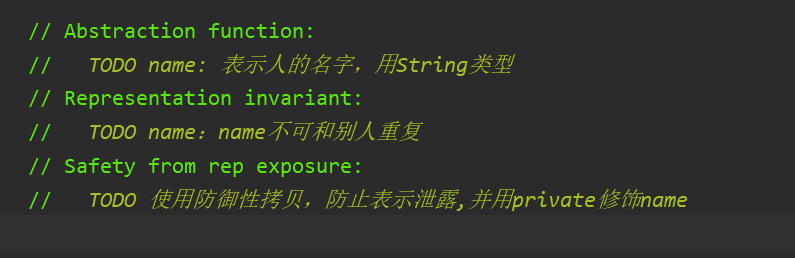 // Abstraction function:
//   TODO name: 表示人的名字，用String类型
// Representation invariant:
//   TODO name：name不可和别人重复
// Safety from rep exposure:
//   TODO 使用防御性拷贝，防止表示泄露,并用private修饰name